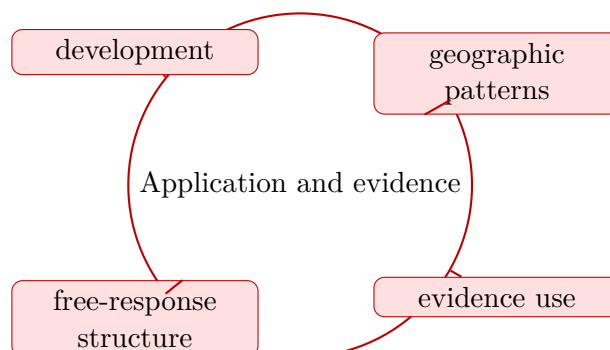 development
geographic
patterns
Application and evidence
free-response
structure
evidence use